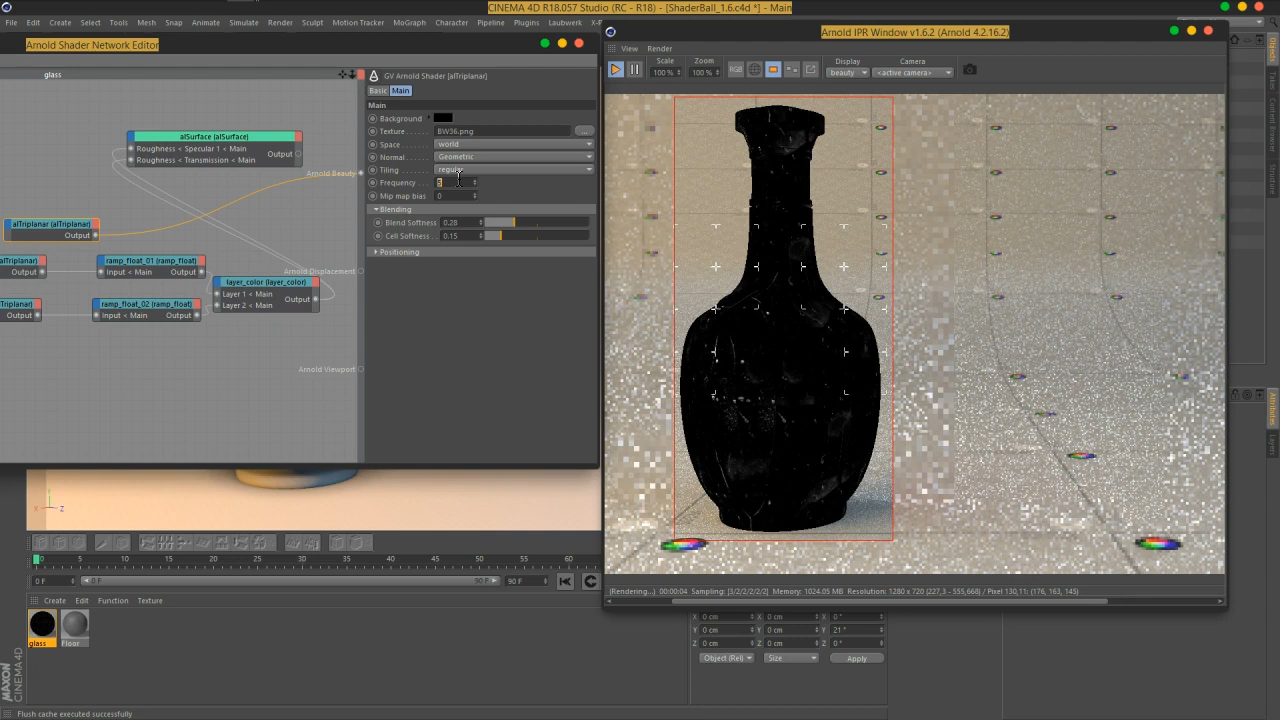 CINEMA 4D R18.057 Studio (RC - R18) - [ShaderBall_1.6.c4d *] - Main
File Edit Create Select Tools Mesh Snap Animate Simulate Render Sculpt Motion Tracker MoGraph Character Pipeline Plugins Laubwerk
Arnold Shader Network Editor
glass
GV Arnold Shader [alTriplanar]
Basic Main
Main
Background
Texture . . . . . . BW36.png ...
Space . . . . . . . world
Normal . . . . . . Geometric
Tiling . . . . . . . regular
Frequency . . . 5
Mip map bias 0
Blending
Blend Softness 0.28
Cell Softness . . 0.15
Positioning
alSurface (alSurface)
Roughness < Specular 1 < Main
Output
Roughness < Transmission < Main
Arnold Beauty
alTriplanar (alTriplanar)
Output
alTriplanar)
Output
ramp_float_01 (ramp_float)
Input < Main Output
Arnold Displacement
layer_color (layer_color)
Layer 1 < Main
Output
Layer 2 < Main
Triplanar)
Output
ramp_float_02 (ramp_float)
Input < Main Output
Arnold Viewport
Arnold IPR Window v1.6.2 (Arnold 4.2.16.2)
View Render
Scale Zoom Display Camera
100 % 100 % RGB beauty <active camera>
(Rendering...) 00:00:04 Sampling: [3/2/2/2/2/2] Memory: 1024.05 MB Resolution: 1280 x 720 (227,3 - 555,668) / Pixel 130,11: (176, 163, 145)
Objects
Takes
Content Browser
Structure
Attributes
Layers
X Z
0 5 10 15 20 25 30 35 40 45 50 55 60
0 F 0 F 90 F 90 F
Create Edit Function Texture
glass Floor
X 0 cm X 0 cm 0 °
Y 0 cm Y 0 cm 21 °
Z 0 cm Z 0 cm 0 °
Object (Rel) Size Apply
MAXON
CINEMA 4D
Flush cache executed successfully